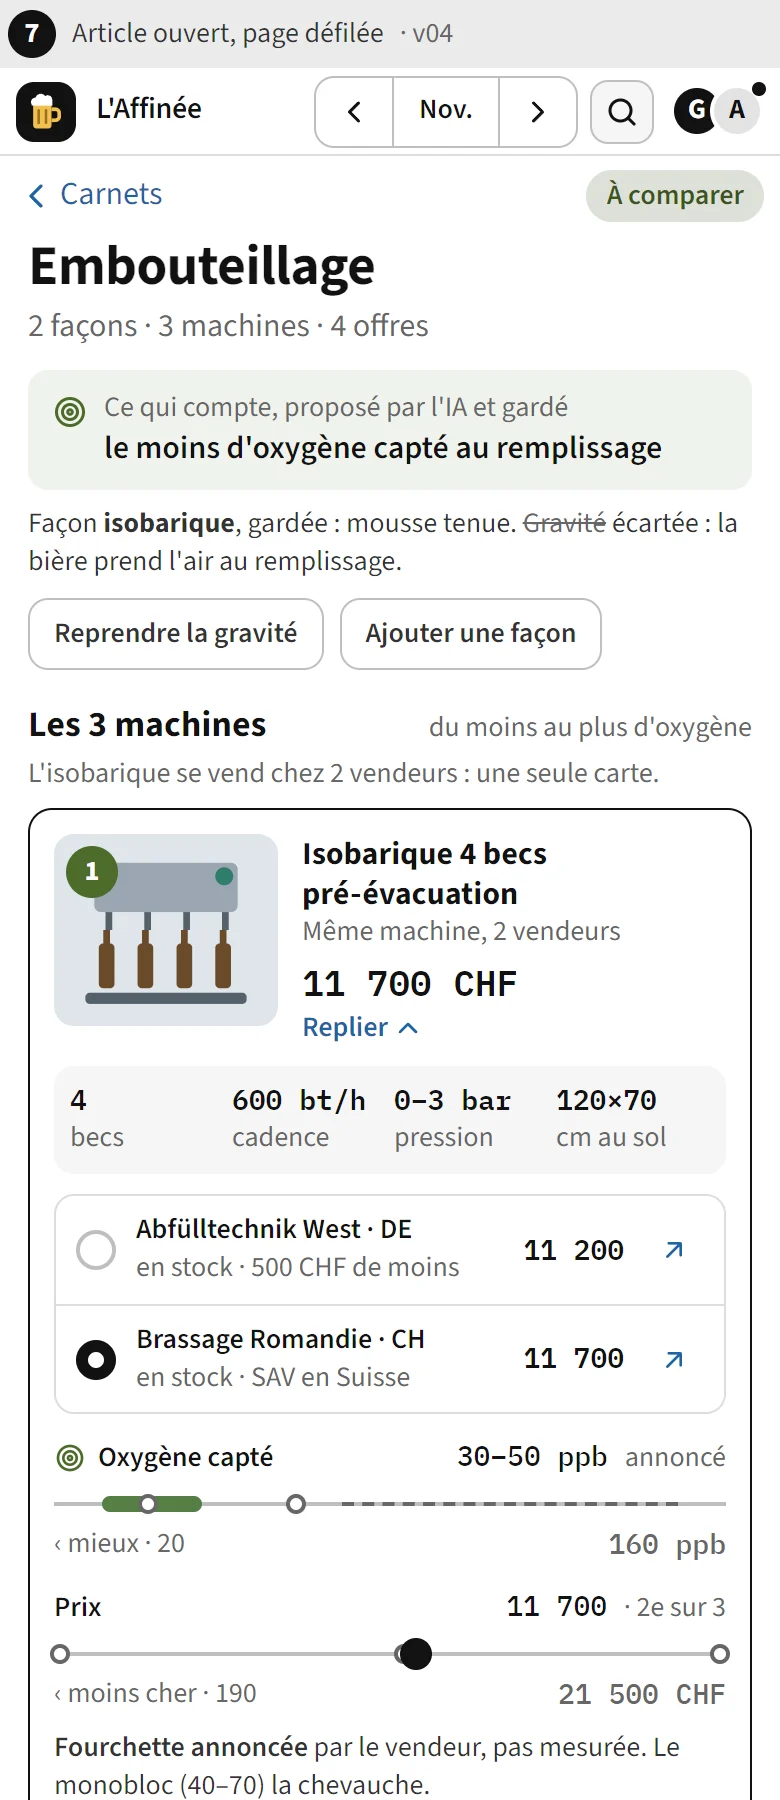 7 Article ouvert, page défilée · v04
L'Affinée Nov. G A
Carnets À comparer
Embouteillage
2 façons · 3 machines · 4 offres
Ce qui compte, proposé par l'IA et gardé
le moins d'oxygène capté au remplissage
Façon isobarique, gardée : mousse tenue. Gravité écartée : la
bière prend l'air au remplissage.
Reprendre la gravité Ajouter une façon
Les 3 machines du moins au plus d'oxygène
L'isobarique se vend chez 2 vendeurs : une seule carte.
1
Isobarique 4 becs
pré-évacuation
Même machine, 2 vendeurs
11 700 CHF
Replier
4 600 bt/h 0–3 bar 120×70
becs cadence pression cm au sol
Abfülltechnik West · DE 11 200
en stock · 500 CHF de moins
Brassage Romandie · CH 11 700
en stock · SAV en Suisse
Oxygène capté 30–50 ppb annoncé
‹ mieux · 20 160 ppb
Prix 11 700 · 2e sur 3
‹ moins cher · 190 21 500 CHF
Fourchette annoncée par le vendeur, pas mesurée. Le
monobloc (40–70) la chevauche.